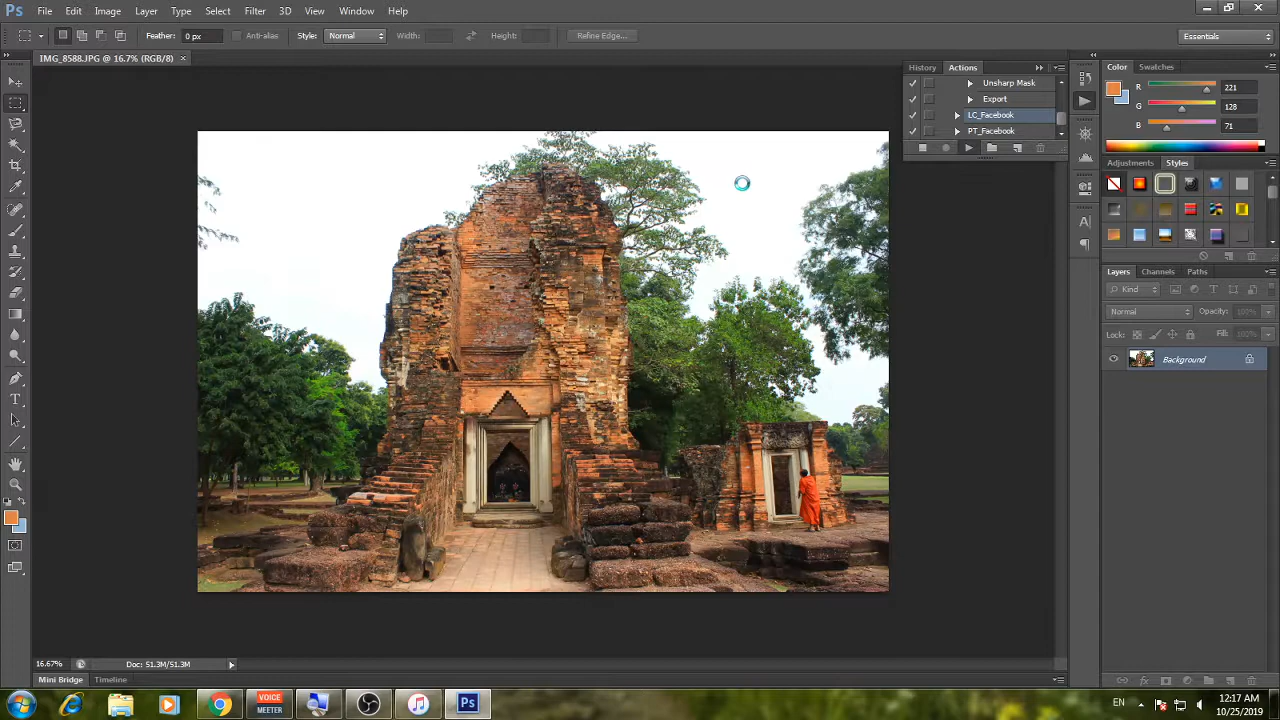 Ps File Edit Image Layer Type Select Filter 3D View Window Help
Feather: 0 px Anti-alias Style: Normal Width: Height: Refine Edge... Essentials
IMG_8588.JPG @ 16.7% (RGB/8) ×
History Actions
Unsharp Mask
Export
LC_Facebook
PT_Facebook
Color Swatches
R 221
G 128
B 71
Adjustments Styles
Layers Channels Paths
Kind
Normal Opacity: 100%
Lock: Fill: 100%
Background
16.67% Doc: 51.3M/51.3M
Mini Bridge Timeline
VOICE
MEETER
Ps
EN
12:17 AM
10/25/2019